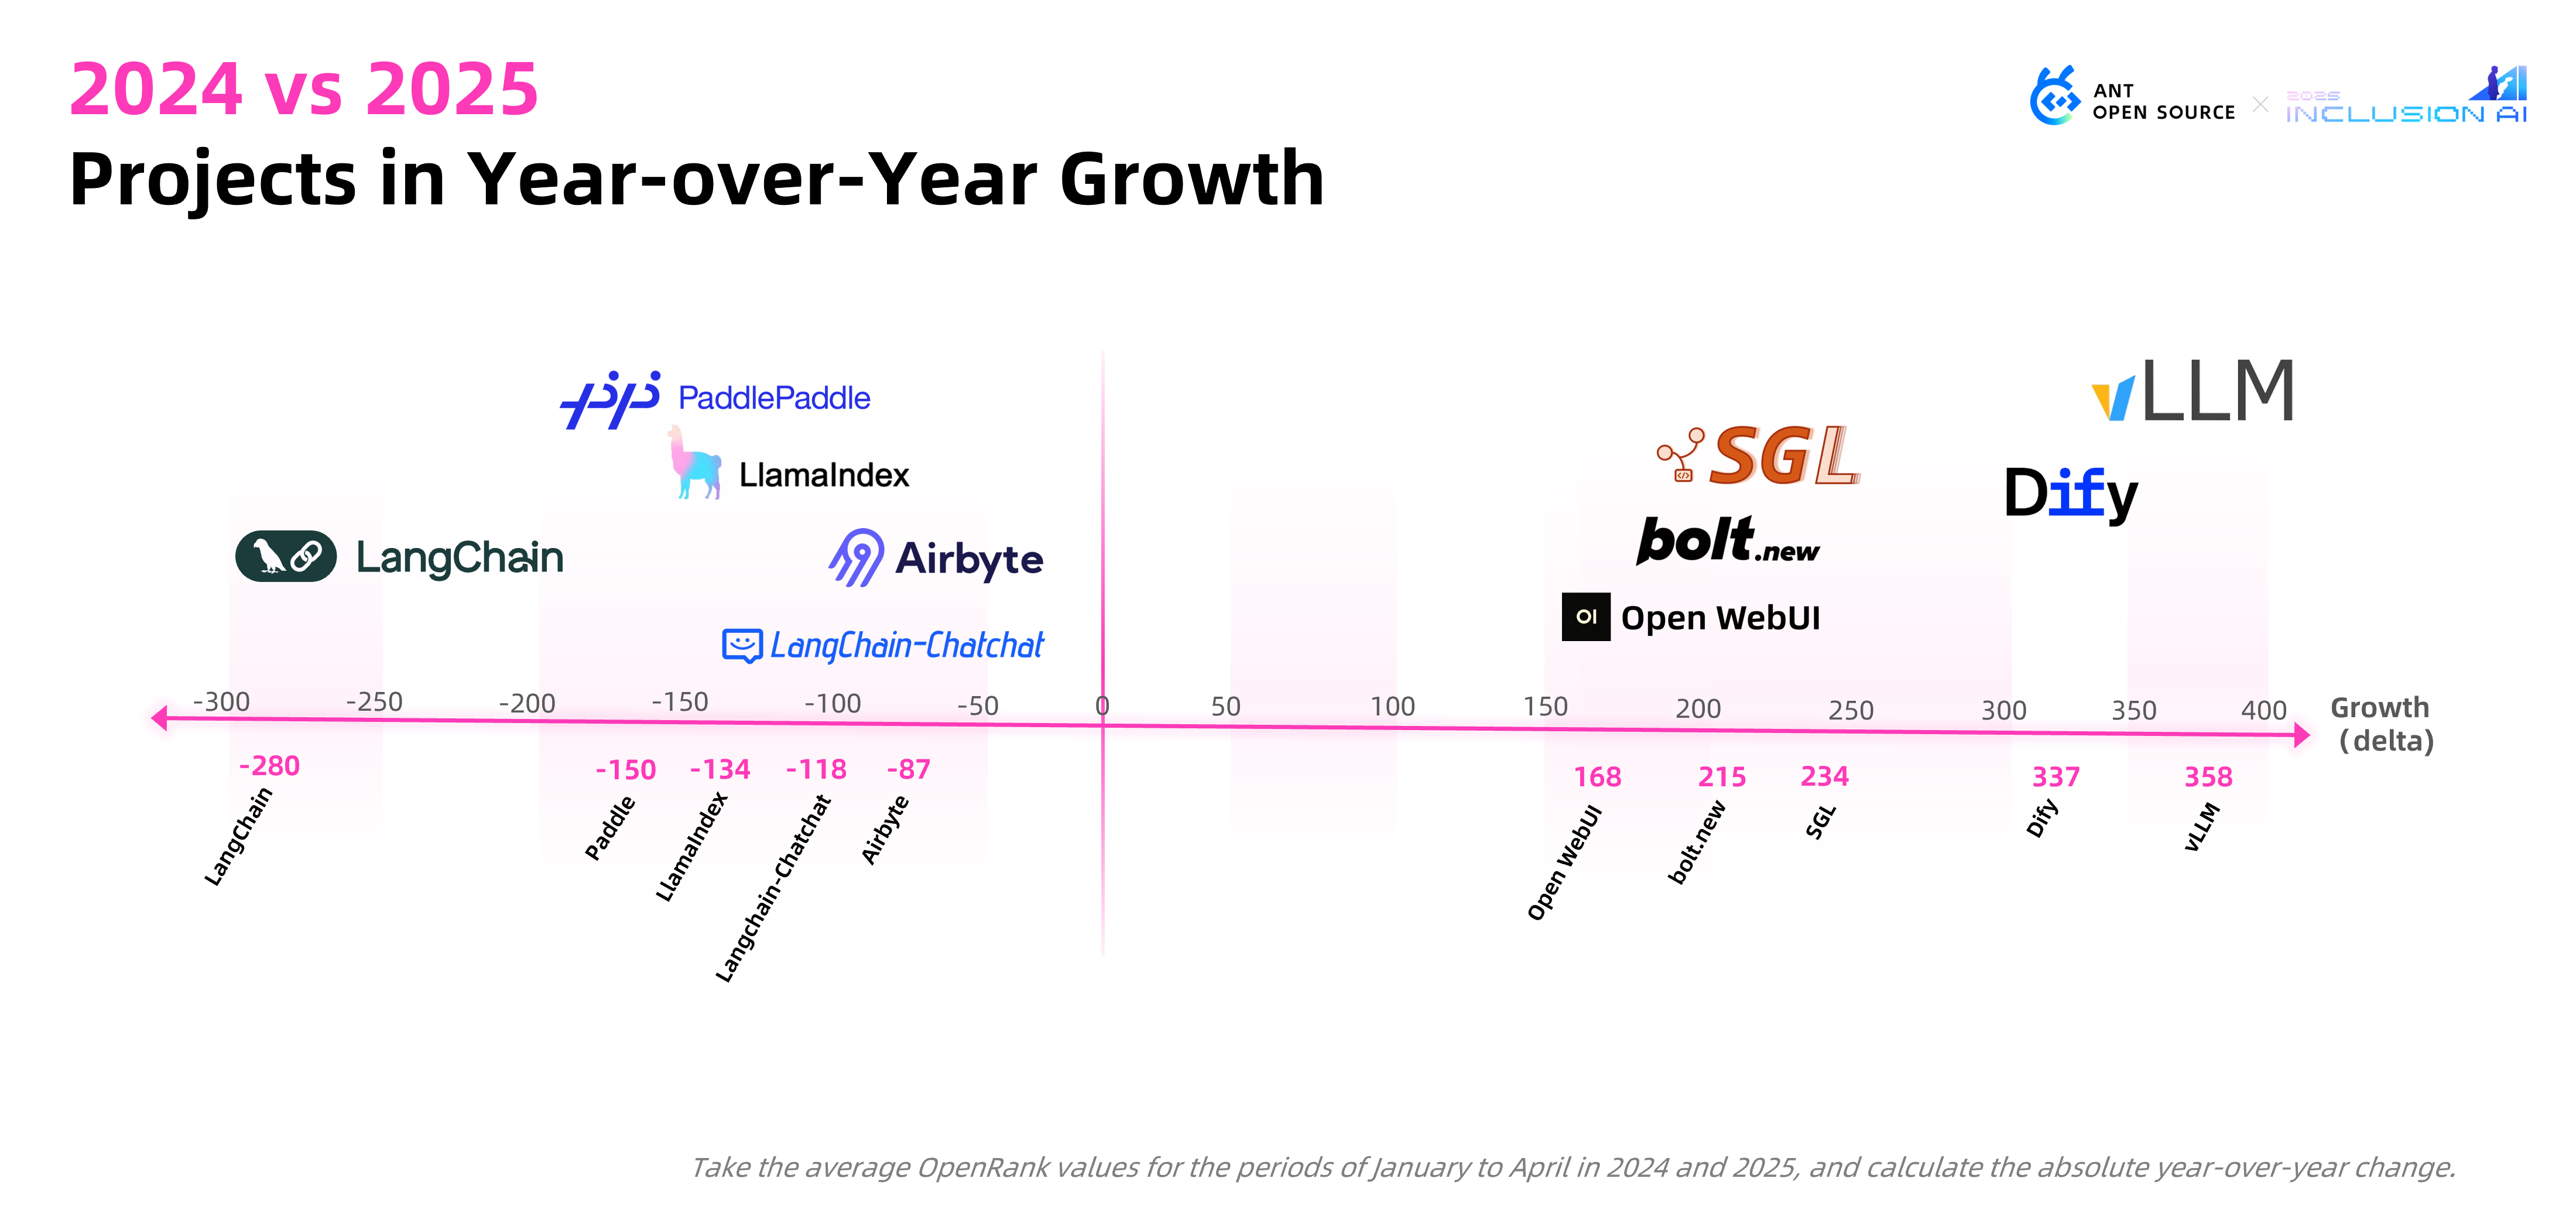 2024 vs 2025
Projects in Year-over-Year Growth
ANT
OPEN SOURCE
×
2025
INCLUSION AI
PaddlePaddle
LlamaIndex
LangChain
Airbyte
LangChain-Chatchat
vLLM
SGL
Dify
bolt.new
OI Open WebUI
-300 -250 -200 -150 -100 -50 0 50 100 150 200 250 300 350 400
Growth
(delta)
-280 -150 -134 -118 -87 168 215 234 337 358
LangChain
Paddle
LlamaIndex
Langchain-Chatchat
Airbyte
Open WebUI
bolt.new
SGL
Dify
vLLM
Take the average OpenRank values for the periods of January to April in 2024 and 2025, and calculate the absolute year-over-year change.